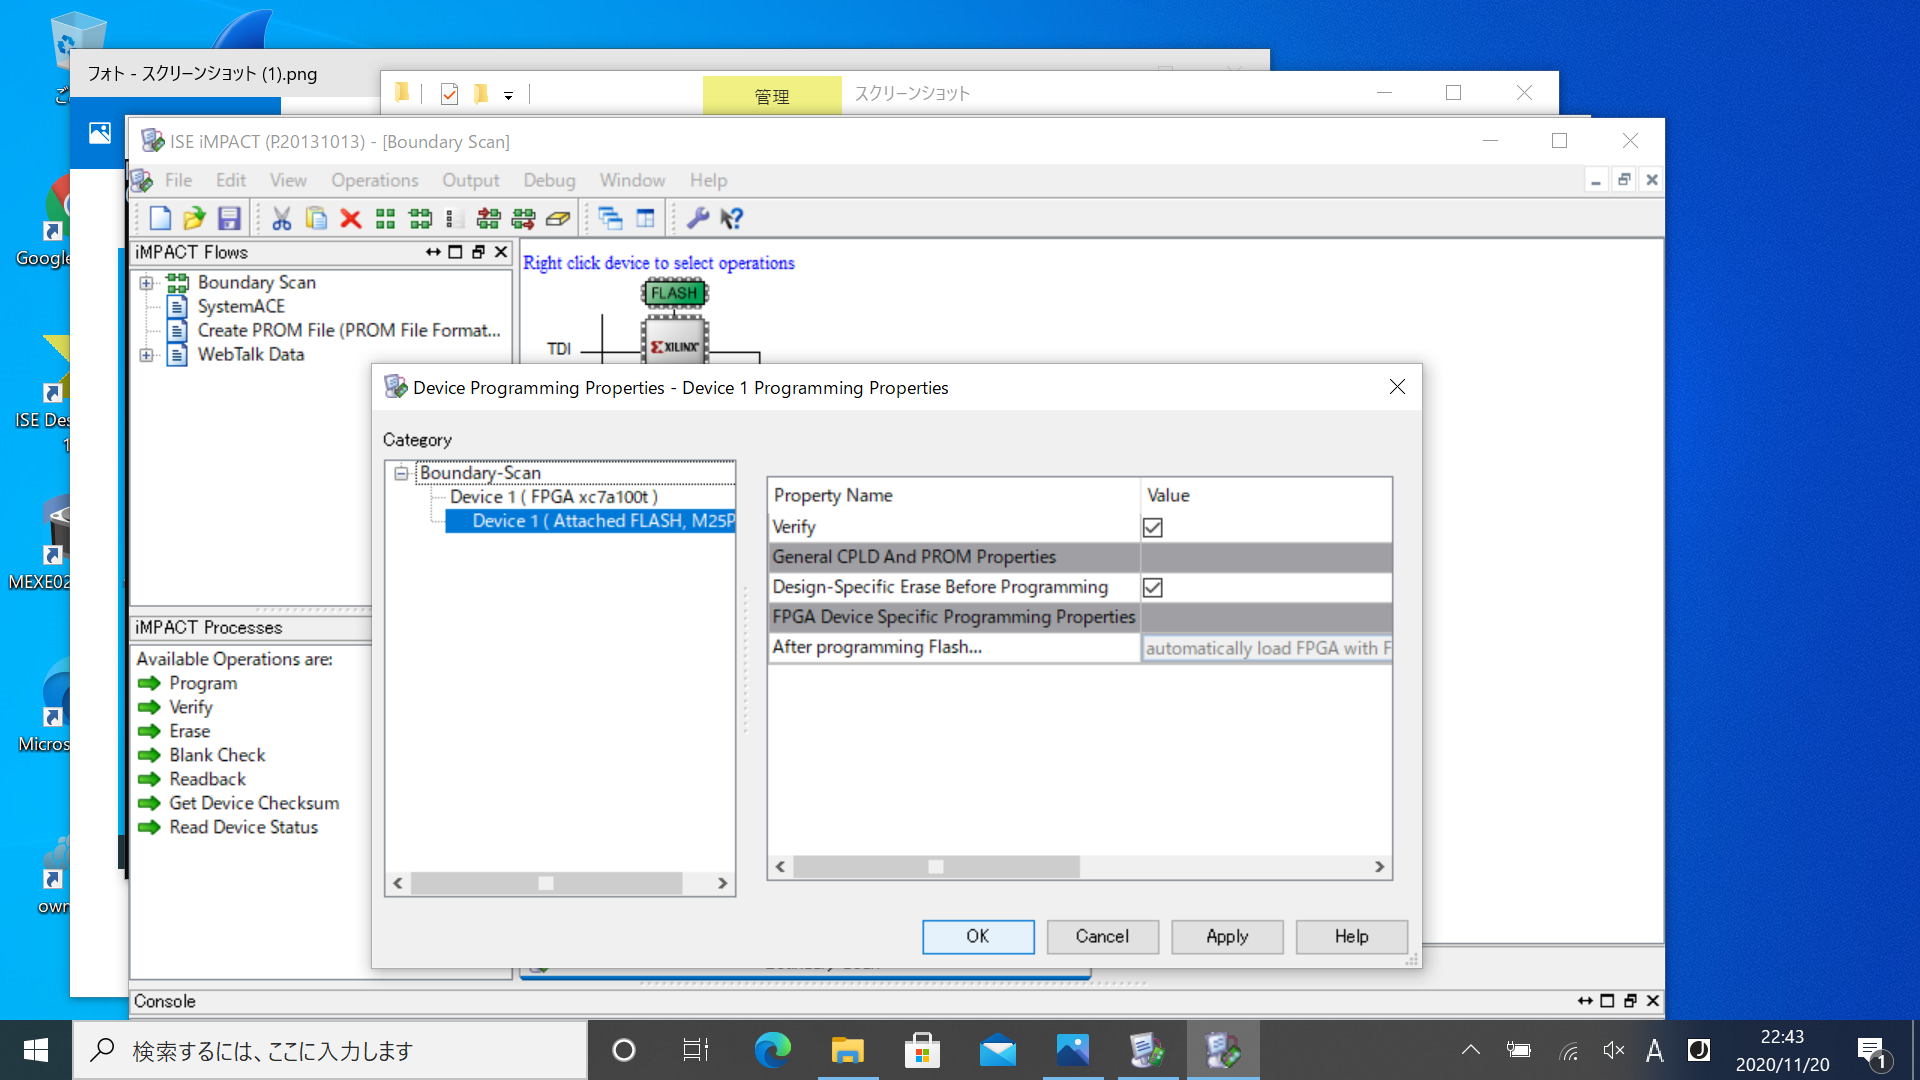 フォト - スクリーンショット (1).png
管理
スクリーンショット
ISE iMPACT (P.20131013) - [Boundary Scan]
File Edit View Operations Output Debug Window Help
iMPACT Flows
Boundary Scan
SystemACE
Create PROM File (PROM File Format...
WebTalk Data
Right click device to select operations
FLASH
XILINX
TDI
Device Programming Properties - Device 1 Programming Properties
Category
Boundary-Scan
Device 1 ( FPGA xc7a100t )
Device 1 ( Attached FLASH, M25P
Property Name Value
Verify
General CPLD And PROM Properties
Design-Specific Erase Before Programming
FPGA Device Specific Programming Properties
After programming Flash... automatically load FPGA with F
OK Cancel Apply Help
iMPACT Processes
Available Operations are:
Program
Verify
Erase
Blank Check
Readback
Get Device Checksum
Read Device Status
Console
Google
ISE Des
1
MEXE02
Micros
own
検索するには、ここに入力します
A
22:43
2020/11/20
1